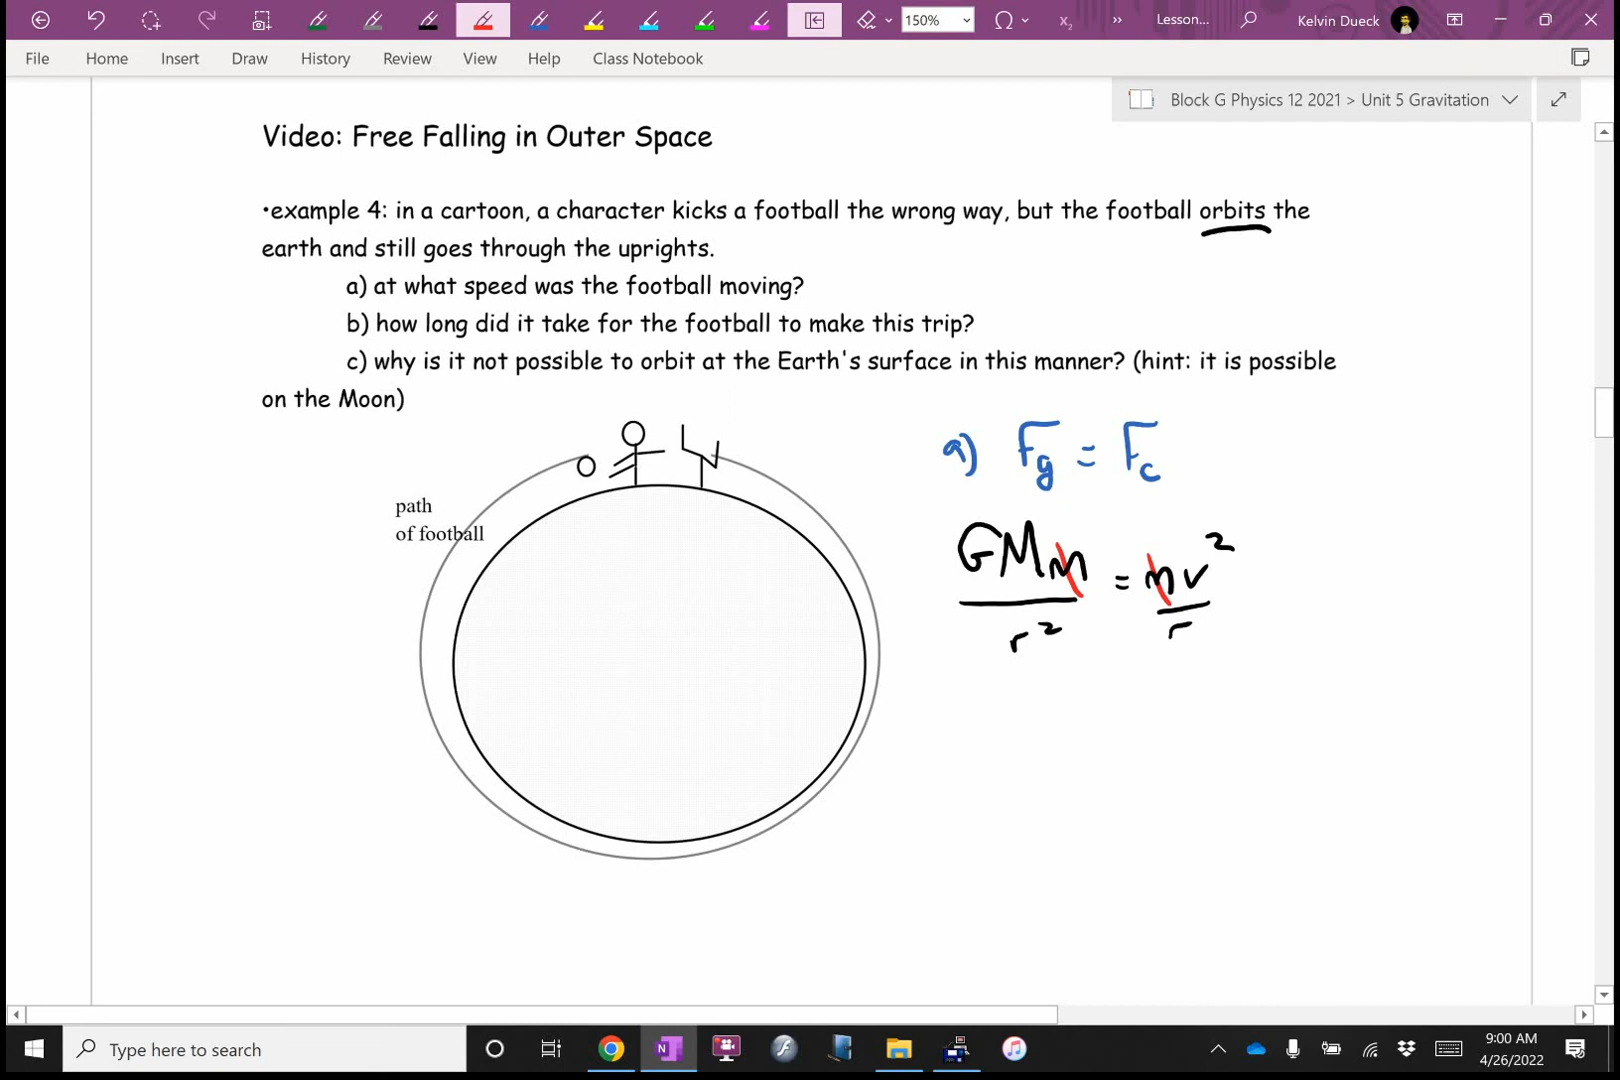 150%
Ω
x₂
»
Lesson...
Kelvin Dueck
File
Home
Insert
Draw
History
Review
View
Help
Class Notebook
Block G Physics 12 2021 > Unit 5 Gravitation
Video: Free Falling in Outer Space
•example 4: in a cartoon, a character kicks a football the wrong way, but the football orbits the
earth and still goes through the uprights.
a) at what speed was the football moving?
b) how long did it take for the football to make this trip?
c) why is it not possible to orbit at the Earth's surface in this manner? (hint: it is possible
on the Moon)
path
of football
a) Fg = Fc
GMm/r² = mv²/r
Type here to search
9:00 AM
4/26/2022